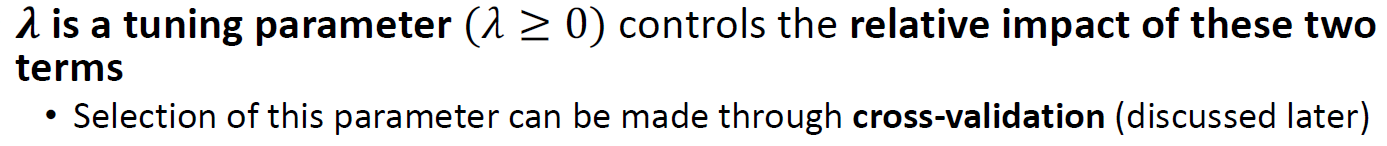 λ is a tuning parameter (λ ≥ 0) controls the relative impact of these two
terms
• Selection of this parameter can be made through cross-validation (discussed later)